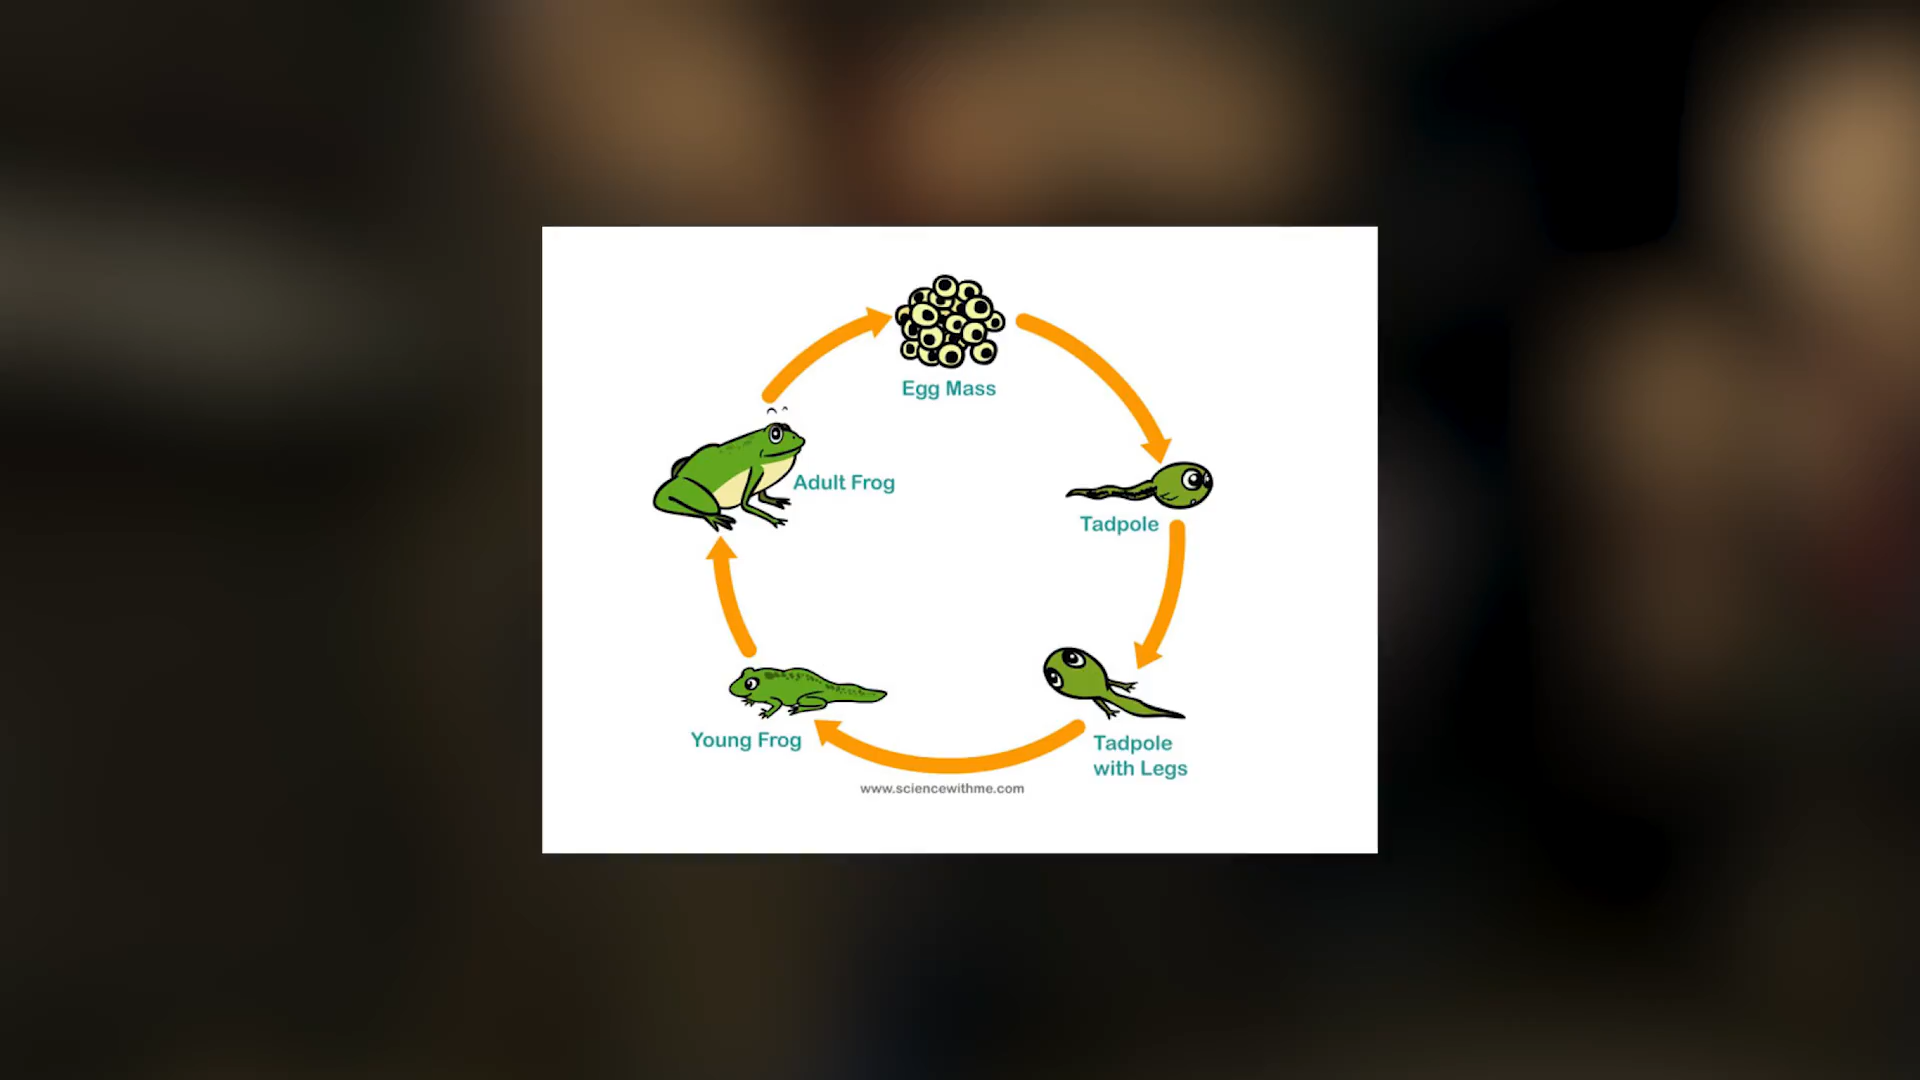 Egg Mass
Adult Frog
Tadpole
Young Frog
Tadpole
with Legs
www.sciencewithme.com